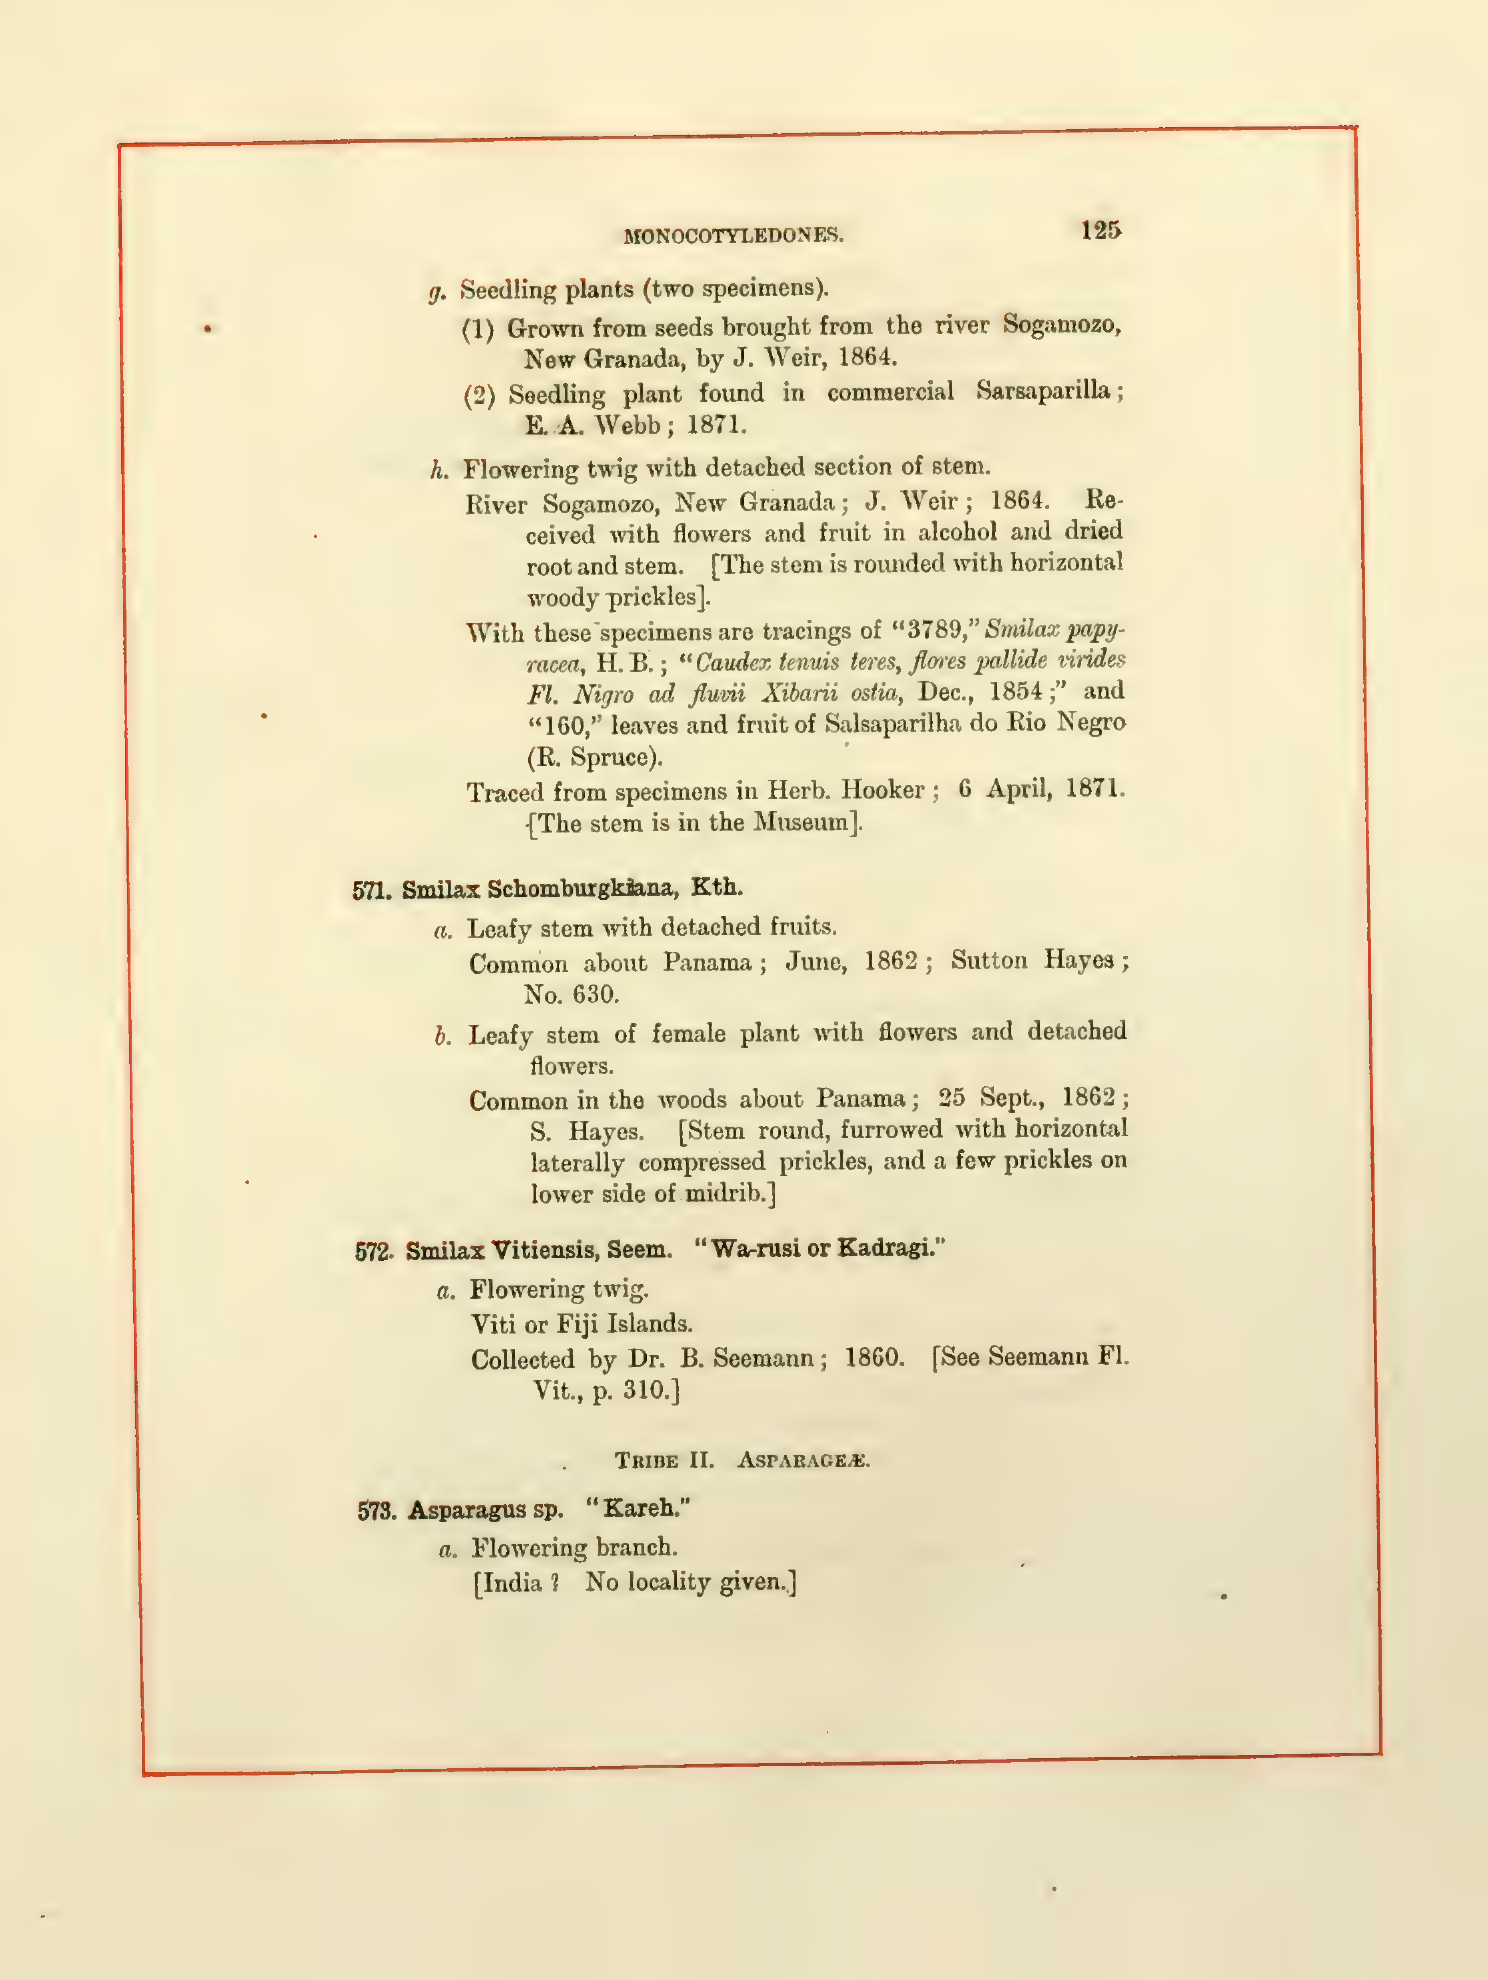 MONOCOTYLEDONES. 125
g. Seedling plants (two specimens).
(1) Grown from seeds brought from the river Sogamozo,
New Granada, by J. Weir, 1864.
(2) Seedling plant found in commercial Sarsaparilla ;
E. A. Webb ; 1871.
h. Flowering twig with detached section of stem.
River Sogamozo, New Granada ; J. Weir ; 1864. Re-
ceived with flowers and fruit in alcohol and dried
root and stem. [The stem is rounded with horizontal
woody prickles].
With these specimens are tracings of “3789,” Smilax papy-
racea, H. B. ; “Caudex tenuis teres, flores pallide virides
Fl. Nigro ad fluvii Xibarii ostia, Dec., 1854 ;” and
“160,” leaves and fruit of Salsaparilha do Rio Negro
(R. Spruce).
Traced from specimens in Herb. Hooker ; 6 April, 1871.
[The stem is in the Museum].
571. Smilax Schomburgkiana, Kth.
a. Leafy stem with detached fruits.
Common about Panama ; June, 1862 ; Sutton Hayes ;
No. 630.
b. Leafy stem of female plant with flowers and detached
flowers.
Common in the woods about Panama ; 25 Sept., 1862 ;
S. Hayes. [Stem round, furrowed with horizontal
laterally compressed prickles, and a few prickles on
lower side of midrib.]
572. Smilax Vitiensis, Seem. “Wa-rusi or Kadragi.”
a. Flowering twig.
Viti or Fiji Islands.
Collected by Dr. B. Seemann ; 1860. [See Seemann Fl.
Vit., p. 310.]
TRIBE II. ASPARAGEÆ.
573. Asparagus sp. “Kareh.”
a. Flowering branch.
[India ? No locality given.]